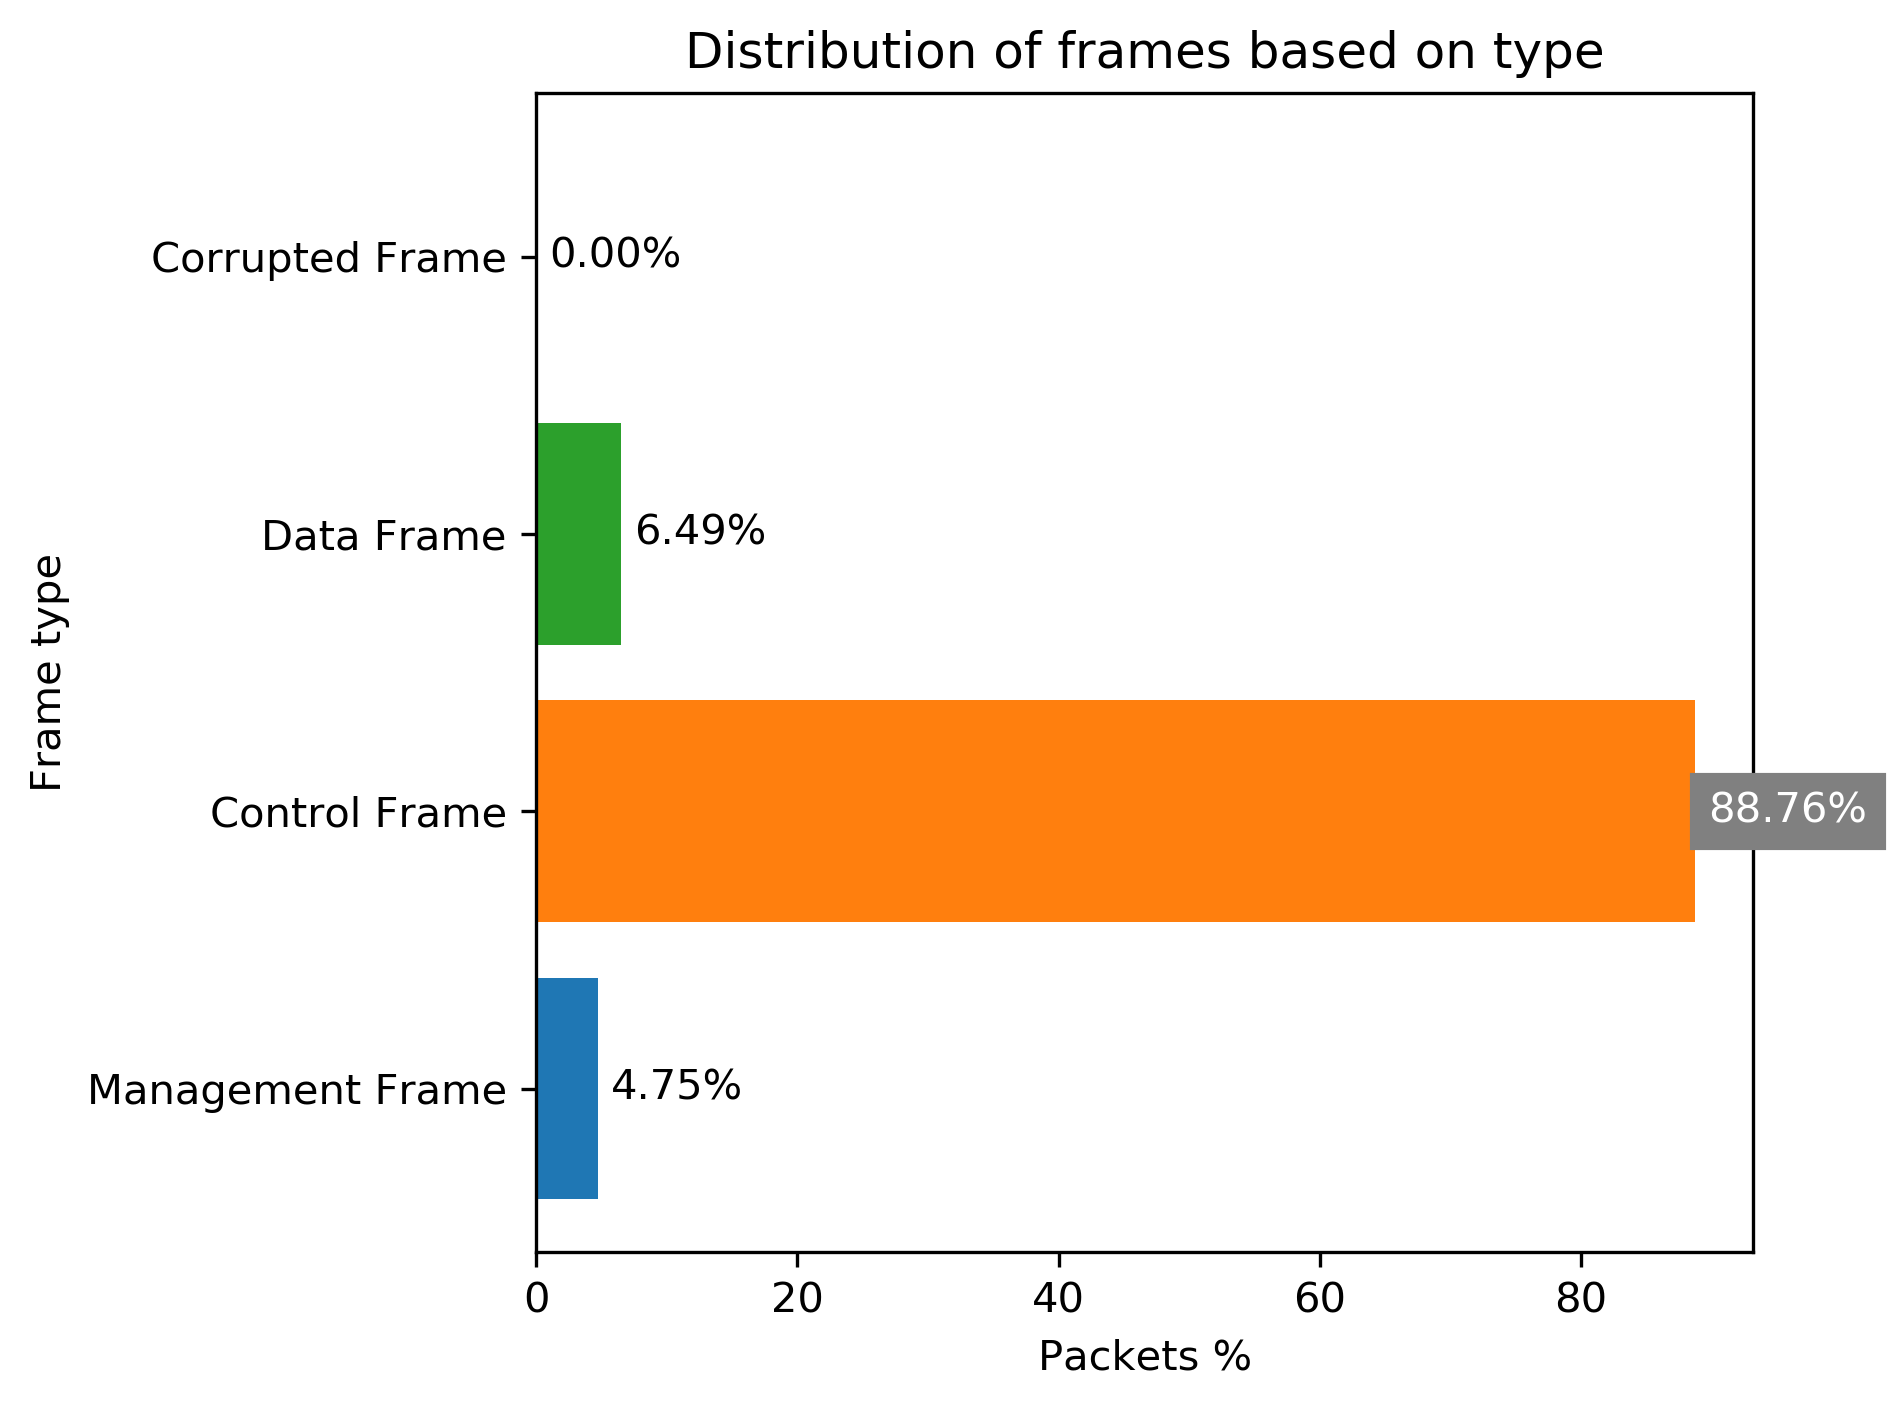 Distribution of frames based on type
Corrupted Frame
0.00%
Data Frame
6.49%
Control Frame
88.76%
Management Frame
4.75%
Frame type
0 20 40 60 80
Packets %